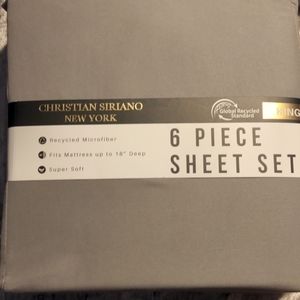 CHRISTIAN SIRIANO
NEW YORK
Recycled Microfiber
Fits Mattress up to 18" Deep
Super Soft
Global Recycled
Standard
KING
6 PIECE
SHEET SET